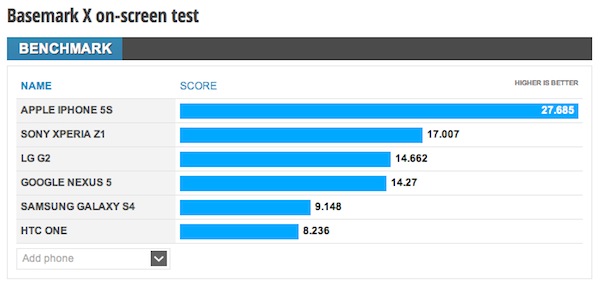 Basemark X on-screen test
BENCHMARK
NAME SCORE HIGHER IS BETTER
APPLE IPHONE 5S 27.685
SONY XPERIA Z1 17.007
LG G2 14.662
GOOGLE NEXUS 5 14.27
SAMSUNG GALAXY S4 9.148
HTC ONE 8.236
Add phone